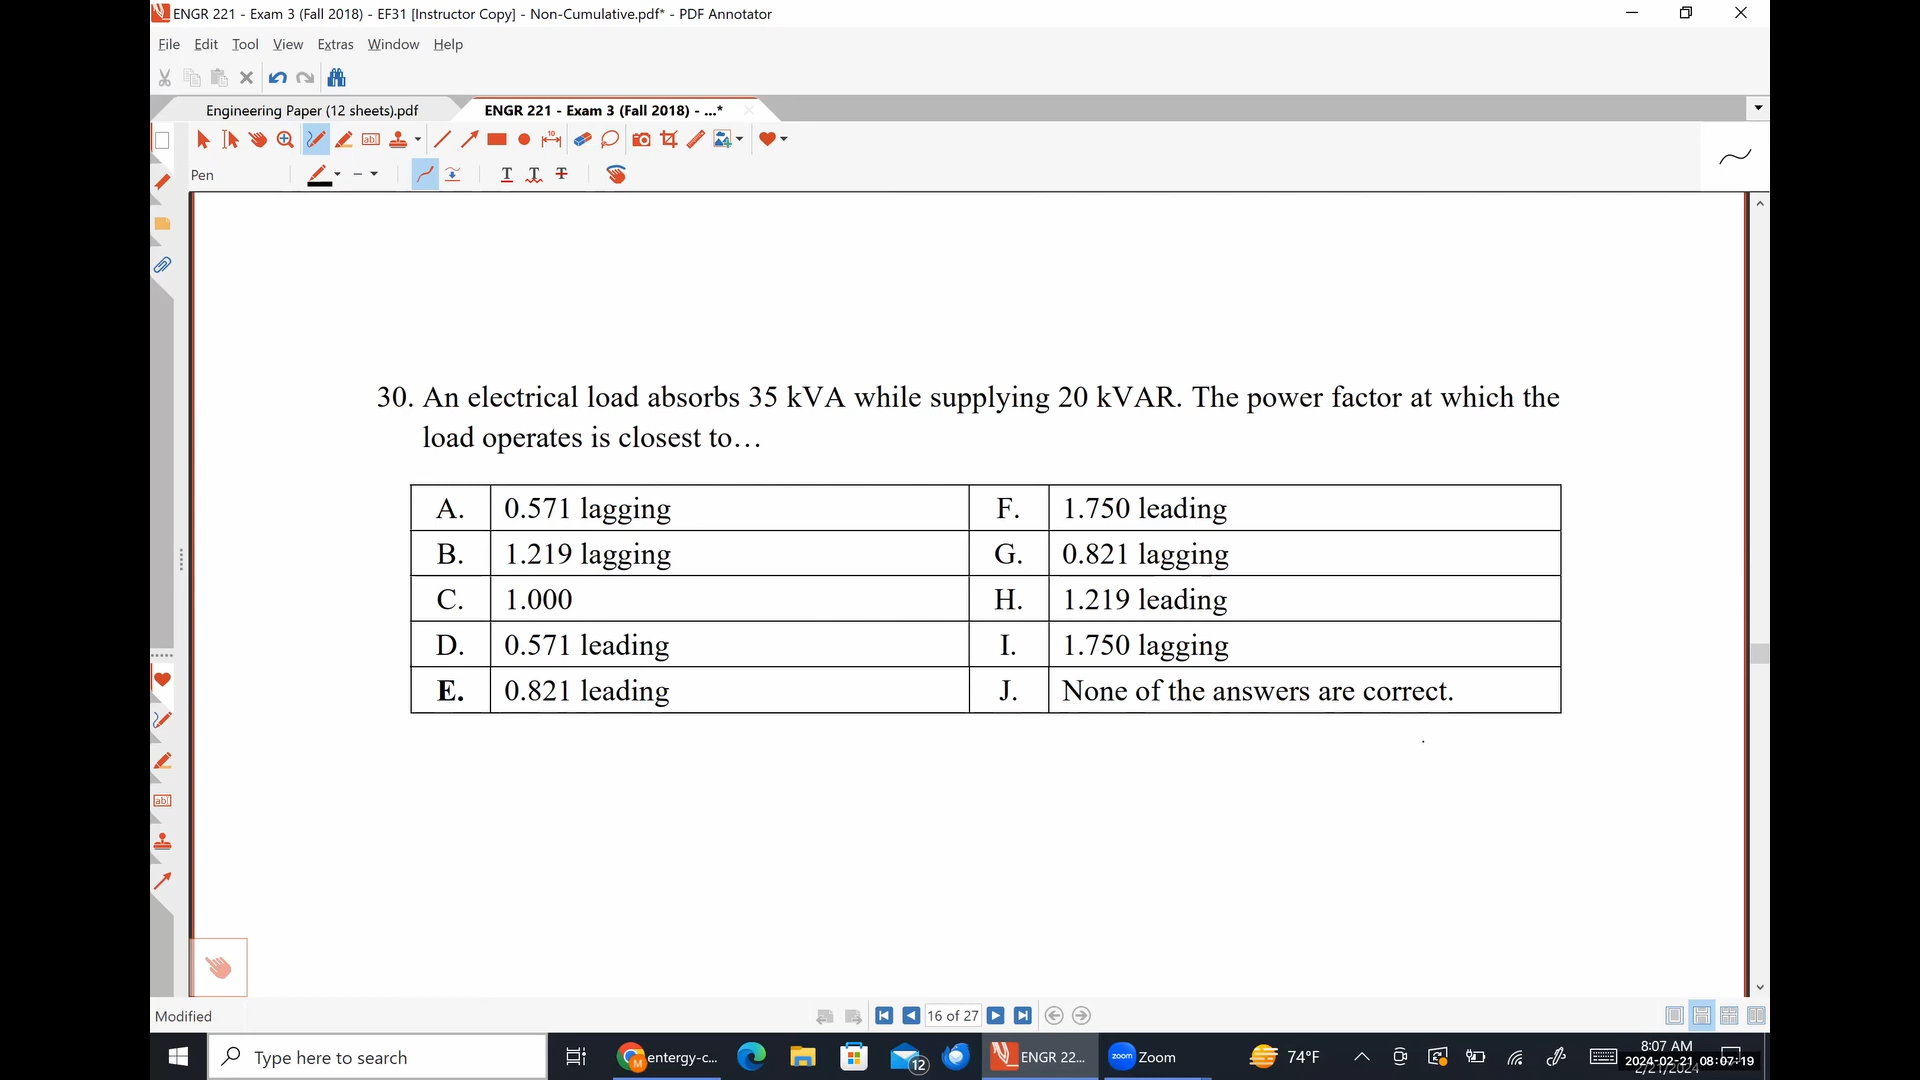 ENGR 221 - Exam 3 (Fall 2018) - EF31 [Instructor Copy] - Non-Cumulative.pdf* - PDF Annotator
File Edit Tool View Extras Window Help
Engineering Paper (12 sheets).pdf
ENGR 221 - Exam 3 (Fall 2018) - ...*
Pen
30. An electrical load absorbs 35 kVA while supplying 20 kVAR. The power factor at which the
load operates is closest to…
A. 0.571 lagging F. 1.750 leading
B. 1.219 lagging G. 0.821 lagging
C. 1.000 H. 1.219 leading
D. 0.571 leading I. 1.750 lagging
E. 0.821 leading J. None of the answers are correct.
Modified
16 of 27
Type here to search
entergy-c...
12
ENGR 22...
zoom
Zoom
74°F
8:07 AM
2024-02-21 08:07:19
2/21/2024